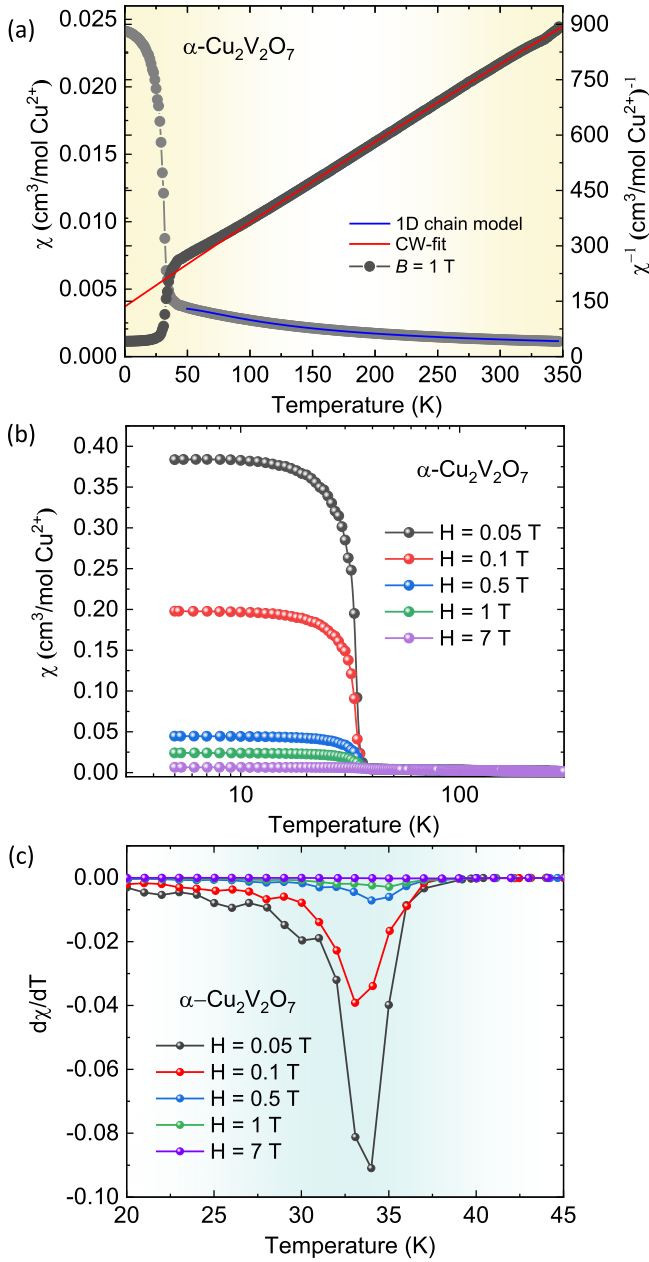 (a)
α-Cu₂V₂O₇
χ (cm³/mol Cu²⁺)
0.025
0.020
0.015
0.010
0.005
0.000
900
750
600
450
300
150
0
χ⁻¹ (cm³/mol Cu²⁺)⁻¹
1D chain model
CW-fit
B = 1 T
0 50 100 150 200 250 300 350
Temperature (K)
(b)
α-Cu₂V₂O₇
χ (cm³/mol Cu²⁺)
0.40
0.35
0.30
0.25
0.20
0.15
0.10
0.05
0.00
H = 0.05 T
H = 0.1 T
H = 0.5 T
H = 1 T
H = 7 T
10 100
Temperature (K)
(c)
dχ/dT
0.00
-0.02
-0.04
-0.06
-0.08
-0.10
α−Cu₂V₂O₇
H = 0.05 T
H = 0.1 T
H = 0.5 T
H = 1 T
H = 7 T
20 25 30 35 40 45
Temperature (K)